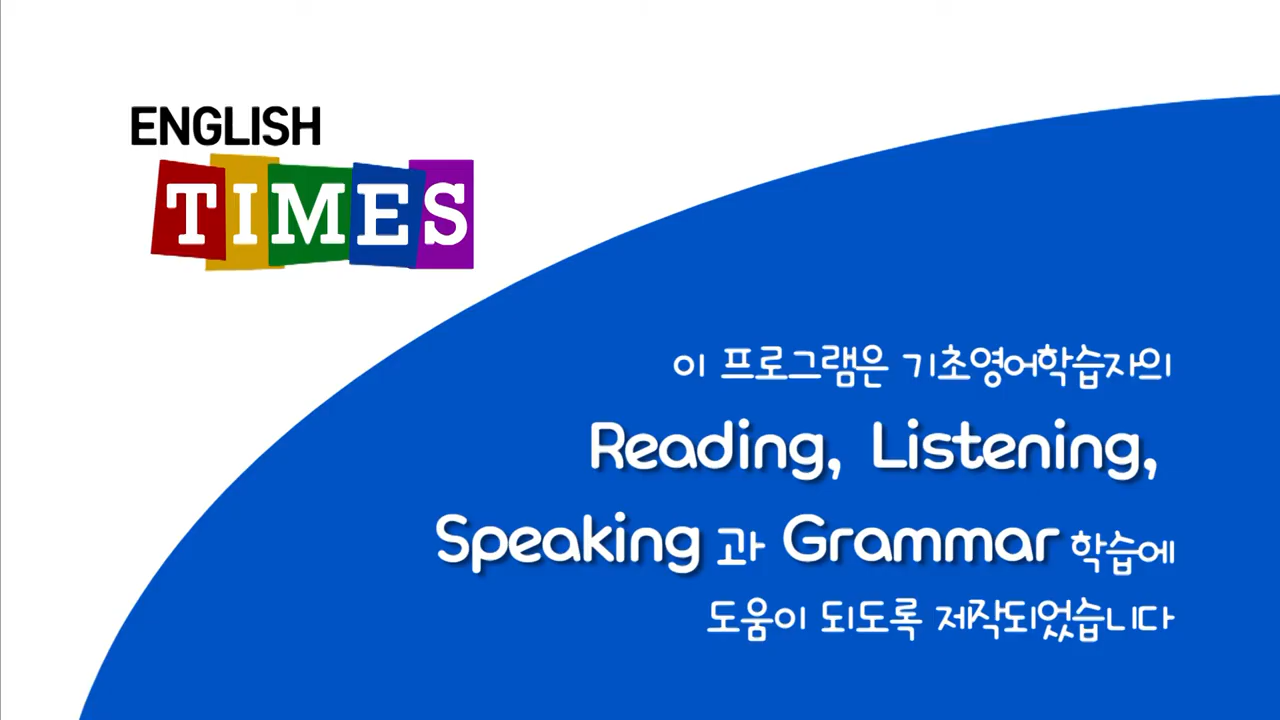 ENGLISH
TIMES
이 프로그램은 기초영어학습자의
Reading, Listening,
Speaking 과 Grammar 학습에
도움이 되도록 제작되었습니다